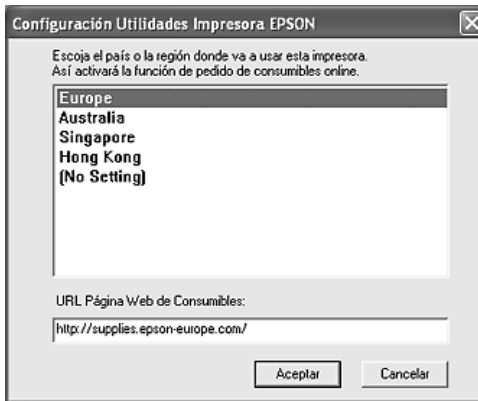 Configuración Utilidades Impresora EPSON
Escoja el país o la región donde va a usar esta impresora.
Así activará la función de pedido de consumibles online.
Europe
Australia
Singapore
Hong Kong
(No Setting)
URL Página Web de Consumibles:
http://supplies.epson-europe.com/
Aceptar
Cancelar